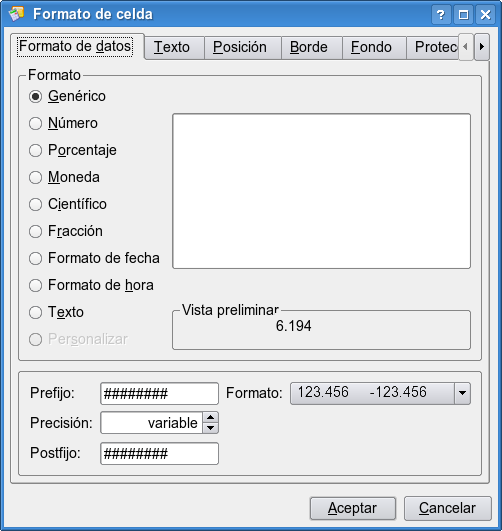 Formato de celda
Formato de datos Texto Posición Borde Fondo Protec
Formato
Genérico
Número
Porcentaje
Moneda
Científico
Fracción
Formato de fecha
Formato de hora
Texto
Personalizar
Vista preliminar
6.194
Prefijo: ######## Formato: 123.456 -123.456
Precisión: variable
Postfijo: ########
Aceptar Cancelar